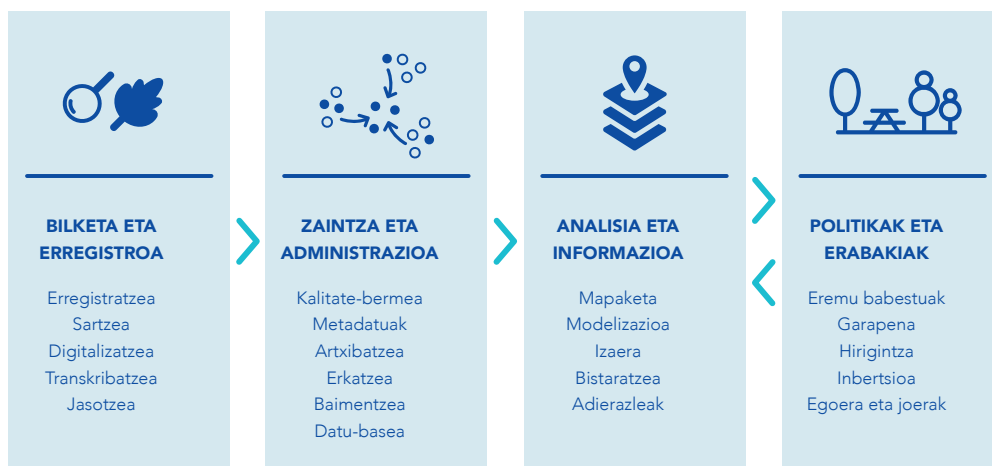 BILKETA ETA
ERREGISTROA
Erregistratzea
Sartzea
Digitalizatzea
Transkribatzea
Jasotzea
ZAINTZA ETA
ADMINISTRAZIOA
Kalitate-bermea
Metadatuak
Artxibatzea
Erkatzea
Baimentzea
Datu-basea
ANALISIA ETA
INFORMAZIOA
Mapaketa
Modelizazioa
Izaera
Bistaratzea
Adierazleak
POLITIKAK ETA
ERABAKIAK
Eremu babestuak
Garapena
Hirigintza
Inbertsioa
Egoera eta joerak